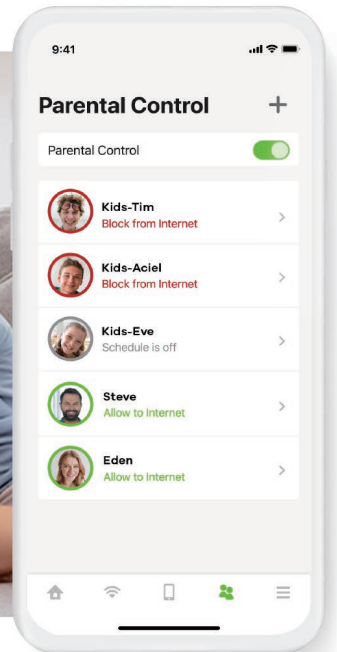 9:41
Parental Control
Parental Control
Kids-Tim
Block from Internet
Kids-Aciel
Block from Internet
Kids-Eve
Schedule is off
Steve
Allow to Internet
Eden
Allow to Internet